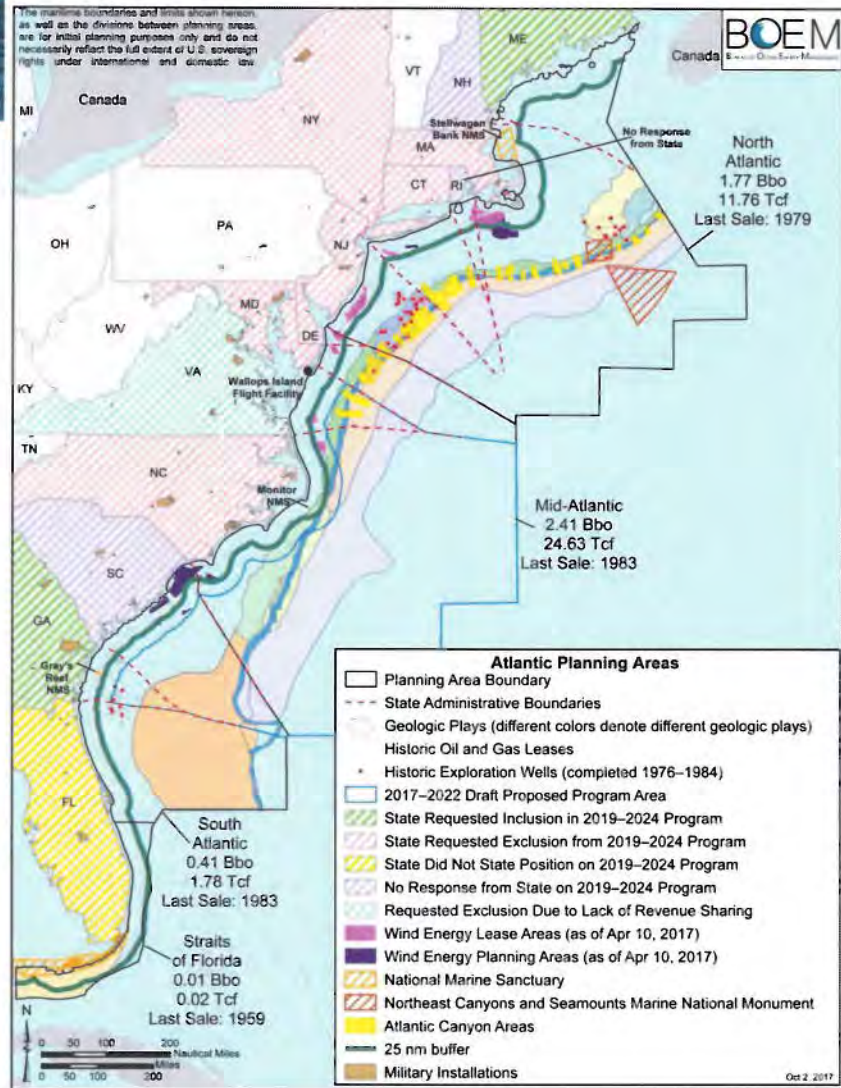 The maritime boundaries and limits shown hereon,
as well as the divisions between planning areas,
are for initial planning purposes only and do not
necessarily reflect the full extent of U.S. sovereign
rights under international and domestic law.
BOEM
Bureau of Ocean Energy Management
Canada
Canada
MI
VT
NH
ME
NY
Stellwagen
Bank NMS
MA
No Response
from State
CT
RI
North
Atlantic
1.77 Bbo
11.76 Tcf
Last Sale: 1979
OH
PA
NJ
MD
DE
WV
VA
KY
Wallops Island
Flight Facility
TN
NC
Monitor
NMS
Mid-Atlantic
2.41 Bbo
24.63 Tcf
Last Sale: 1983
SC
GA
Gray's
Reef
NMS
FL
South
Atlantic
0.41 Bbo
1.78 Tcf
Last Sale: 1983
Straits
of Florida
0.01 Bbo
0.02 Tcf
Last Sale: 1959
N
0 50 100 200
Nautical Miles
Miles
0 50 100 200
Atlantic Planning Areas
Planning Area Boundary
State Administrative Boundaries
Geologic Plays (different colors denote different geologic plays)
Historic Oil and Gas Leases
Historic Exploration Wells (completed 1976–1984)
2017–2022 Draft Proposed Program Area
State Requested Inclusion in 2019–2024 Program
State Requested Exclusion from 2019–2024 Program
State Did Not State Position on 2019–2024 Program
No Response from State on 2019–2024 Program
Requested Exclusion Due to Lack of Revenue Sharing
Wind Energy Lease Areas (as of Apr 10, 2017)
Wind Energy Planning Areas (as of Apr 10, 2017)
National Marine Sanctuary
Northeast Canyons and Seamounts Marine National Monument
Atlantic Canyon Areas
25 nm buffer
Military Installations
Oct 2, 2017